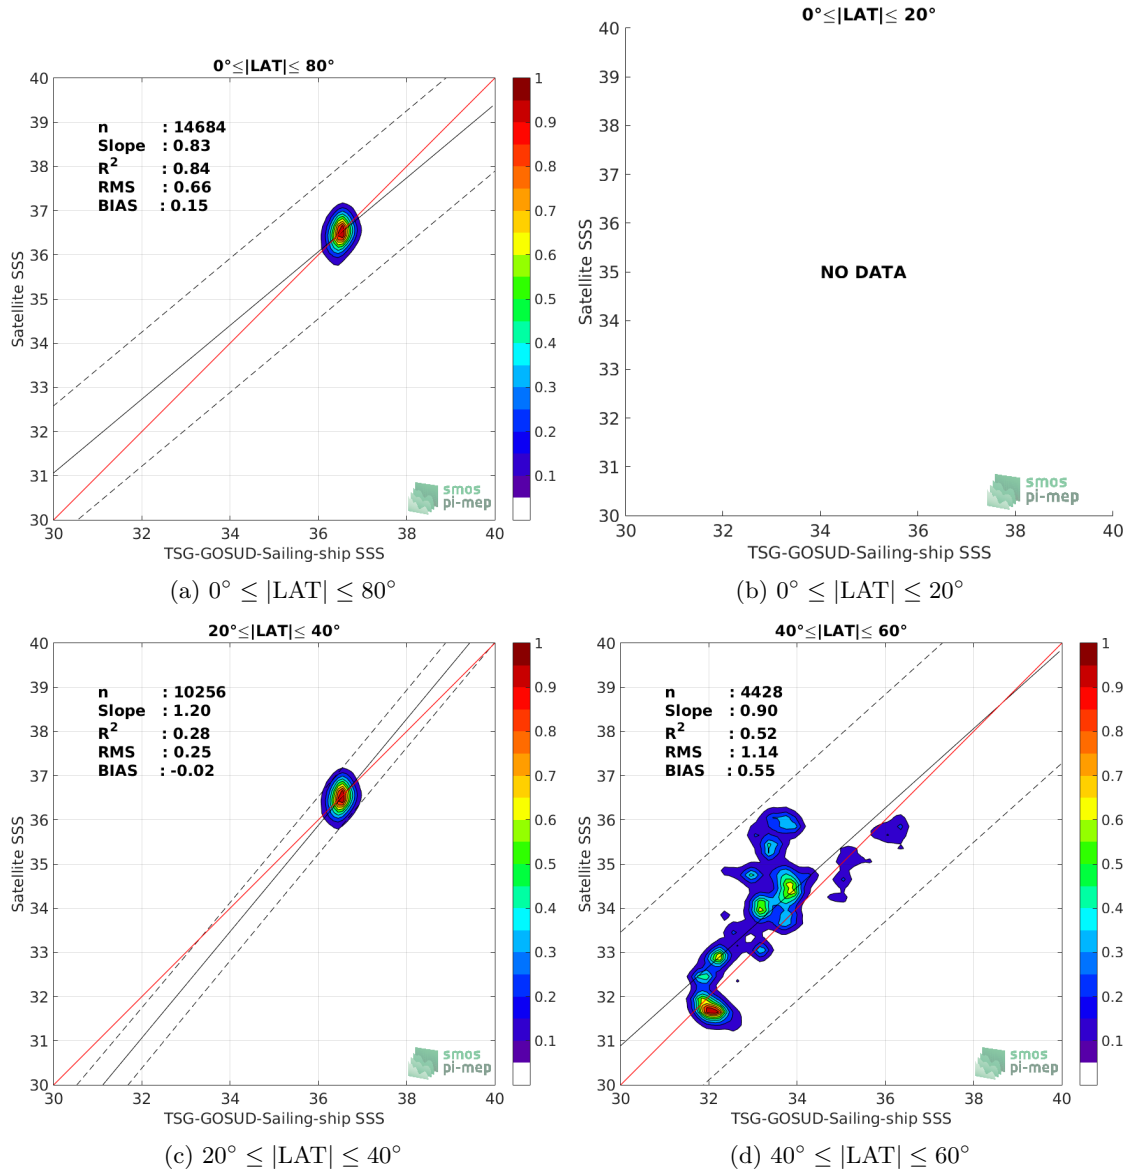 0°≤|LAT|≤ 80°
n : 14684
Slope : 0.83
R² : 0.84
RMS : 0.66
BIAS : 0.15
40
39
38
37
36
35
34
33
32
31
30
30 32 34 36 38 40
Satellite SSS
TSG-GOSUD-Sailing-ship SSS
1
0.9
0.8
0.7
0.6
0.5
0.4
0.3
0.2
0.1
smos
pi-mep
(a) 0° ≤ |LAT| ≤ 80°
0°≤|LAT|≤ 20°
NO DATA
40
39
38
37
36
35
34
33
32
31
30
30 32 34 36 38 40
Satellite SSS
TSG-GOSUD-Sailing-ship SSS
smos
pi-mep
(b) 0° ≤ |LAT| ≤ 20°
20°≤|LAT|≤ 40°
n : 10256
Slope : 1.20
R² : 0.28
RMS : 0.25
BIAS : -0.02
40
39
38
37
36
35
34
33
32
31
30
30 32 34 36 38 40
Satellite SSS
TSG-GOSUD-Sailing-ship SSS
1
0.9
0.8
0.7
0.6
0.5
0.4
0.3
0.2
0.1
smos
pi-mep
(c) 20° ≤ |LAT| ≤ 40°
40°≤|LAT|≤ 60°
n : 4428
Slope : 0.90
R² : 0.52
RMS : 1.14
BIAS : 0.55
40
39
38
37
36
35
34
33
32
31
30
30 32 34 36 38 40
Satellite SSS
TSG-GOSUD-Sailing-ship SSS
1
0.9
0.8
0.7
0.6
0.5
0.4
0.3
0.2
0.1
smos
pi-mep
(d) 40° ≤ |LAT| ≤ 60°